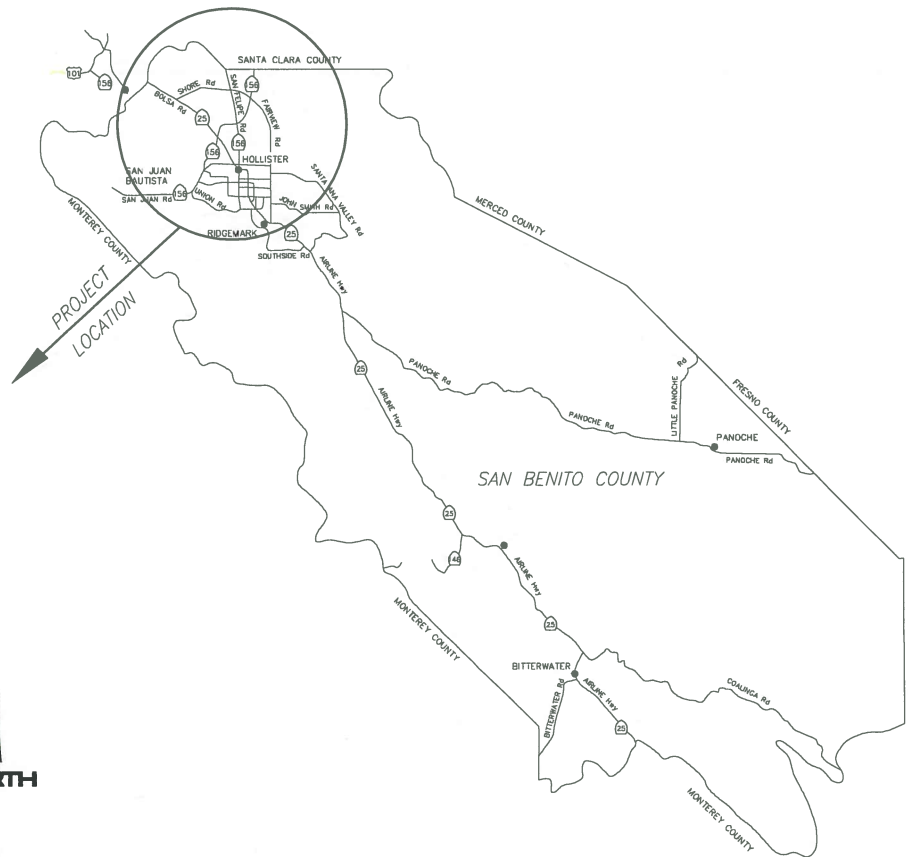 SANTA CLARA COUNTY
101
156
SHORE Rd
BOLSA Rd
25
SAN FELIPE Rd
156
FAIRVIEW Rd
156
156
HOLLISTER
SAN JUAN
BAUTISTA
SAN JUAN Rd
156
UNION Rd
JOHN SMITH Rd
SANTA ANA VALLEY Rd
RIDGEMARK
25
SOUTHSIDE Rd
MONTEREY COUNTY
MERCED COUNTY
PROJECT
LOCATION
AIRLINE Hwy
25
AIRLINE Hwy
PANOCHE Rd
PANOCHE Rd
LITTLE PANOCHE Rd
PANOCHE
PANOCHE Rd
FRESNO COUNTY
SAN BENITO COUNTY
25
146
AIRLINE Hwy
25
MONTEREY COUNTY
BITTERWATER
BITTERWATER Rd
AIRLINE Hwy
25
COALINGA Rd
MONTEREY COUNTY